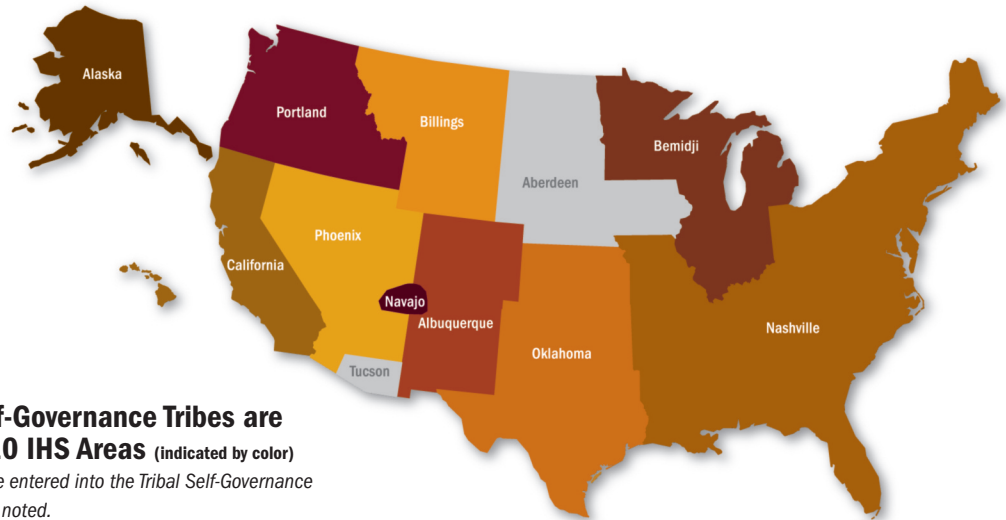 Alaska
Portland
Billings
Bemidji
Aberdeen
Phoenix
California
Navajo
Albuquerque
Nashville
Oklahoma
Tucson
f-Governance Tribes are
.0 IHS Areas (indicated by color)
e entered into the Tribal Self-Governance
noted.